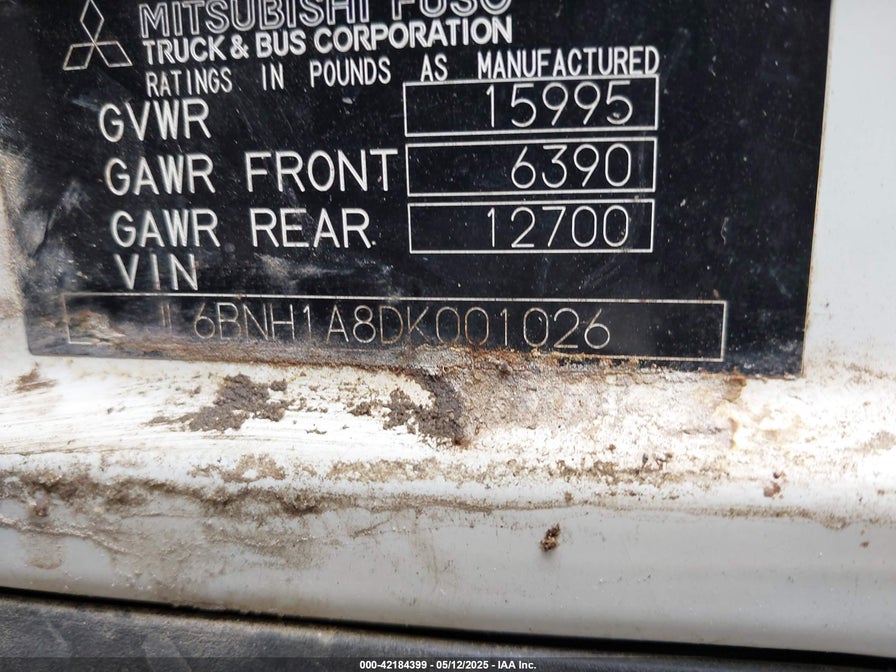 MITSUBISHI FUSO
TRUCK & BUS CORPORATION
RATINGS IN POUNDS AS MANUFACTURED
GVWR 15995
GAWR FRONT 6390
GAWR REAR 12700
VIN
L6BNH1A8DK001026
000-42184399 - 05/12/2025 - IAA Inc.